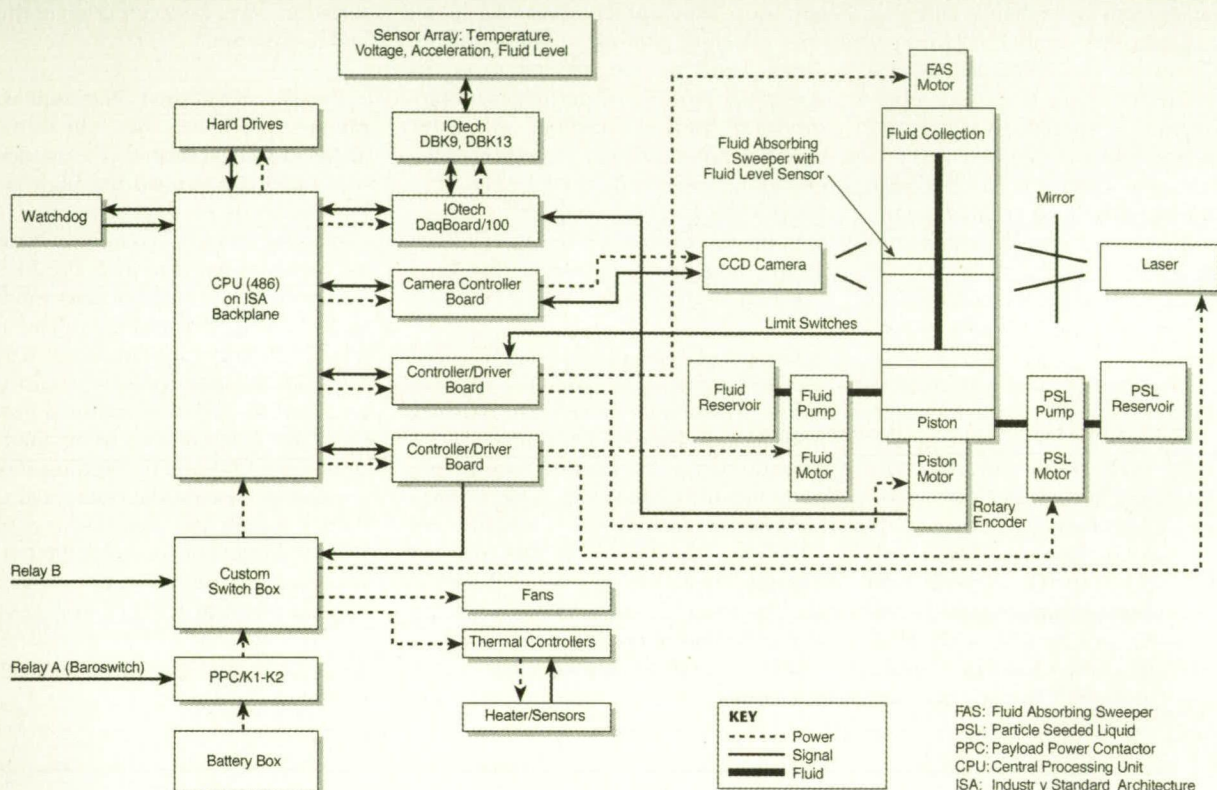 Sensor Array: Temperature,
Voltage, Acceleration, Fluid Level
FAS
Motor
Hard Drives
IOtech
DBK9, DBK13
Fluid Collection
Fluid Absorbing
Sweeper with
Fluid Level Sensor
Watchdog
IOtech
DaqBoard/100
Mirror
CPU (486)
on ISA
Backplane
Camera Controller
Board
CCD Camera
Laser
Limit Switches
Controller/Driver
Board
Fluid
Reservoir
Fluid
Pump
Fluid
Motor
PSL
Pump
PSL
Motor
PSL
Reservoir
Piston
Controller/Driver
Board
Piston
Motor
Rotary
Encoder
Relay B
Custom
Switch Box
Fans
Thermal Controllers
Relay A (Baroswitch)
PPC/K1-K2
Heater/Sensors
Battery Box
KEY
Power
Signal
Fluid
FAS: Fluid Absorbing Sweeper
PSL: Particle Seeded Liquid
PPC: Payload Power Contactor
CPU: Central Processing Unit
ISA: Industr y Standard Architecture